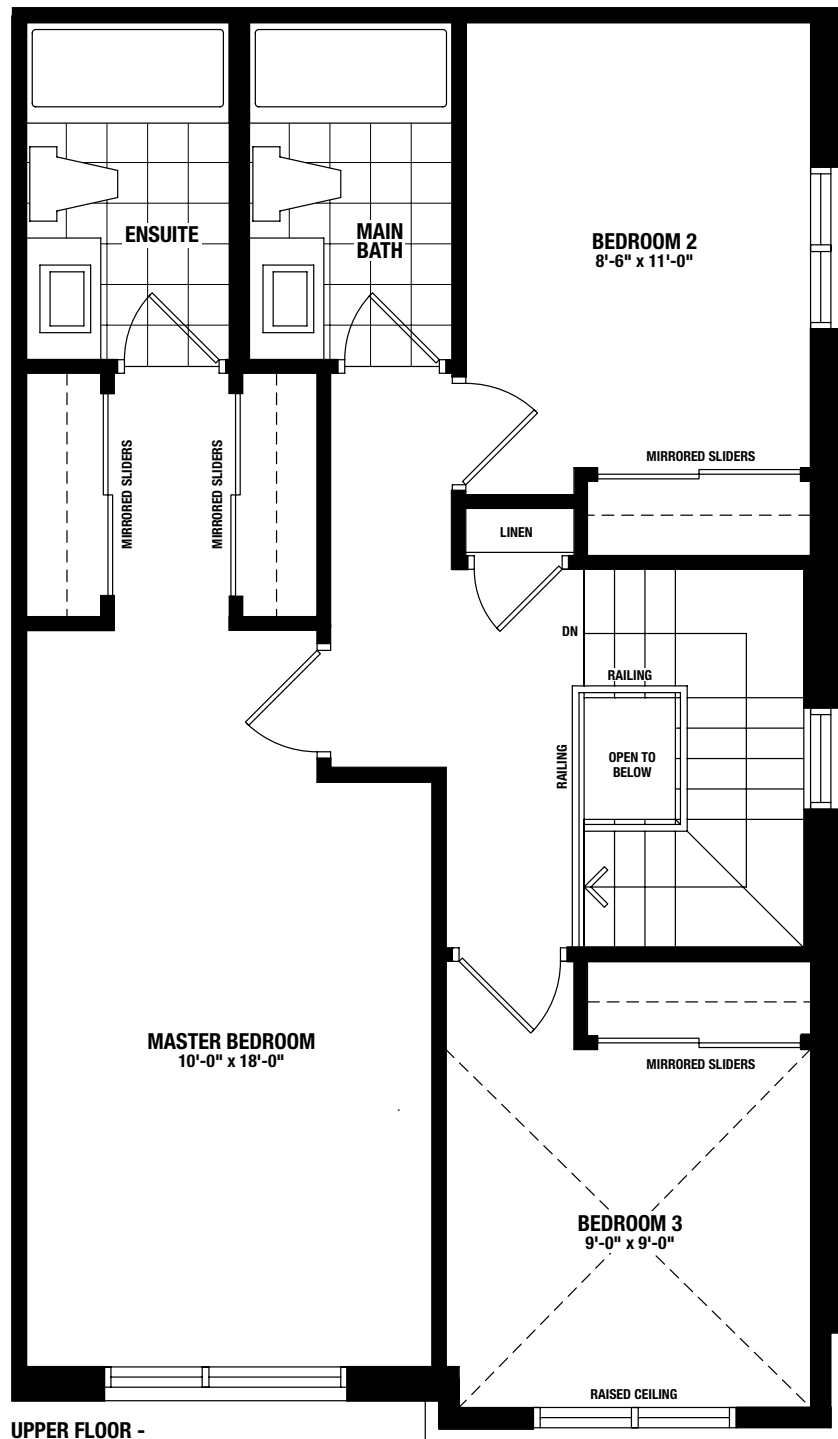 ENSUITE
MAIN
BATH
BEDROOM 2
8'-6" x 11'-0"
MIRRORED SLIDERS
MIRRORED SLIDERS
MIRRORED SLIDERS
LINEN
DN
RAILING
RAILING
OPEN TO
BELOW
MASTER BEDROOM
10'-0" x 18'-0"
MIRRORED SLIDERS
BEDROOM 3
9'-0" x 9'-0"
RAISED CEILING
UPPER FLOOR -